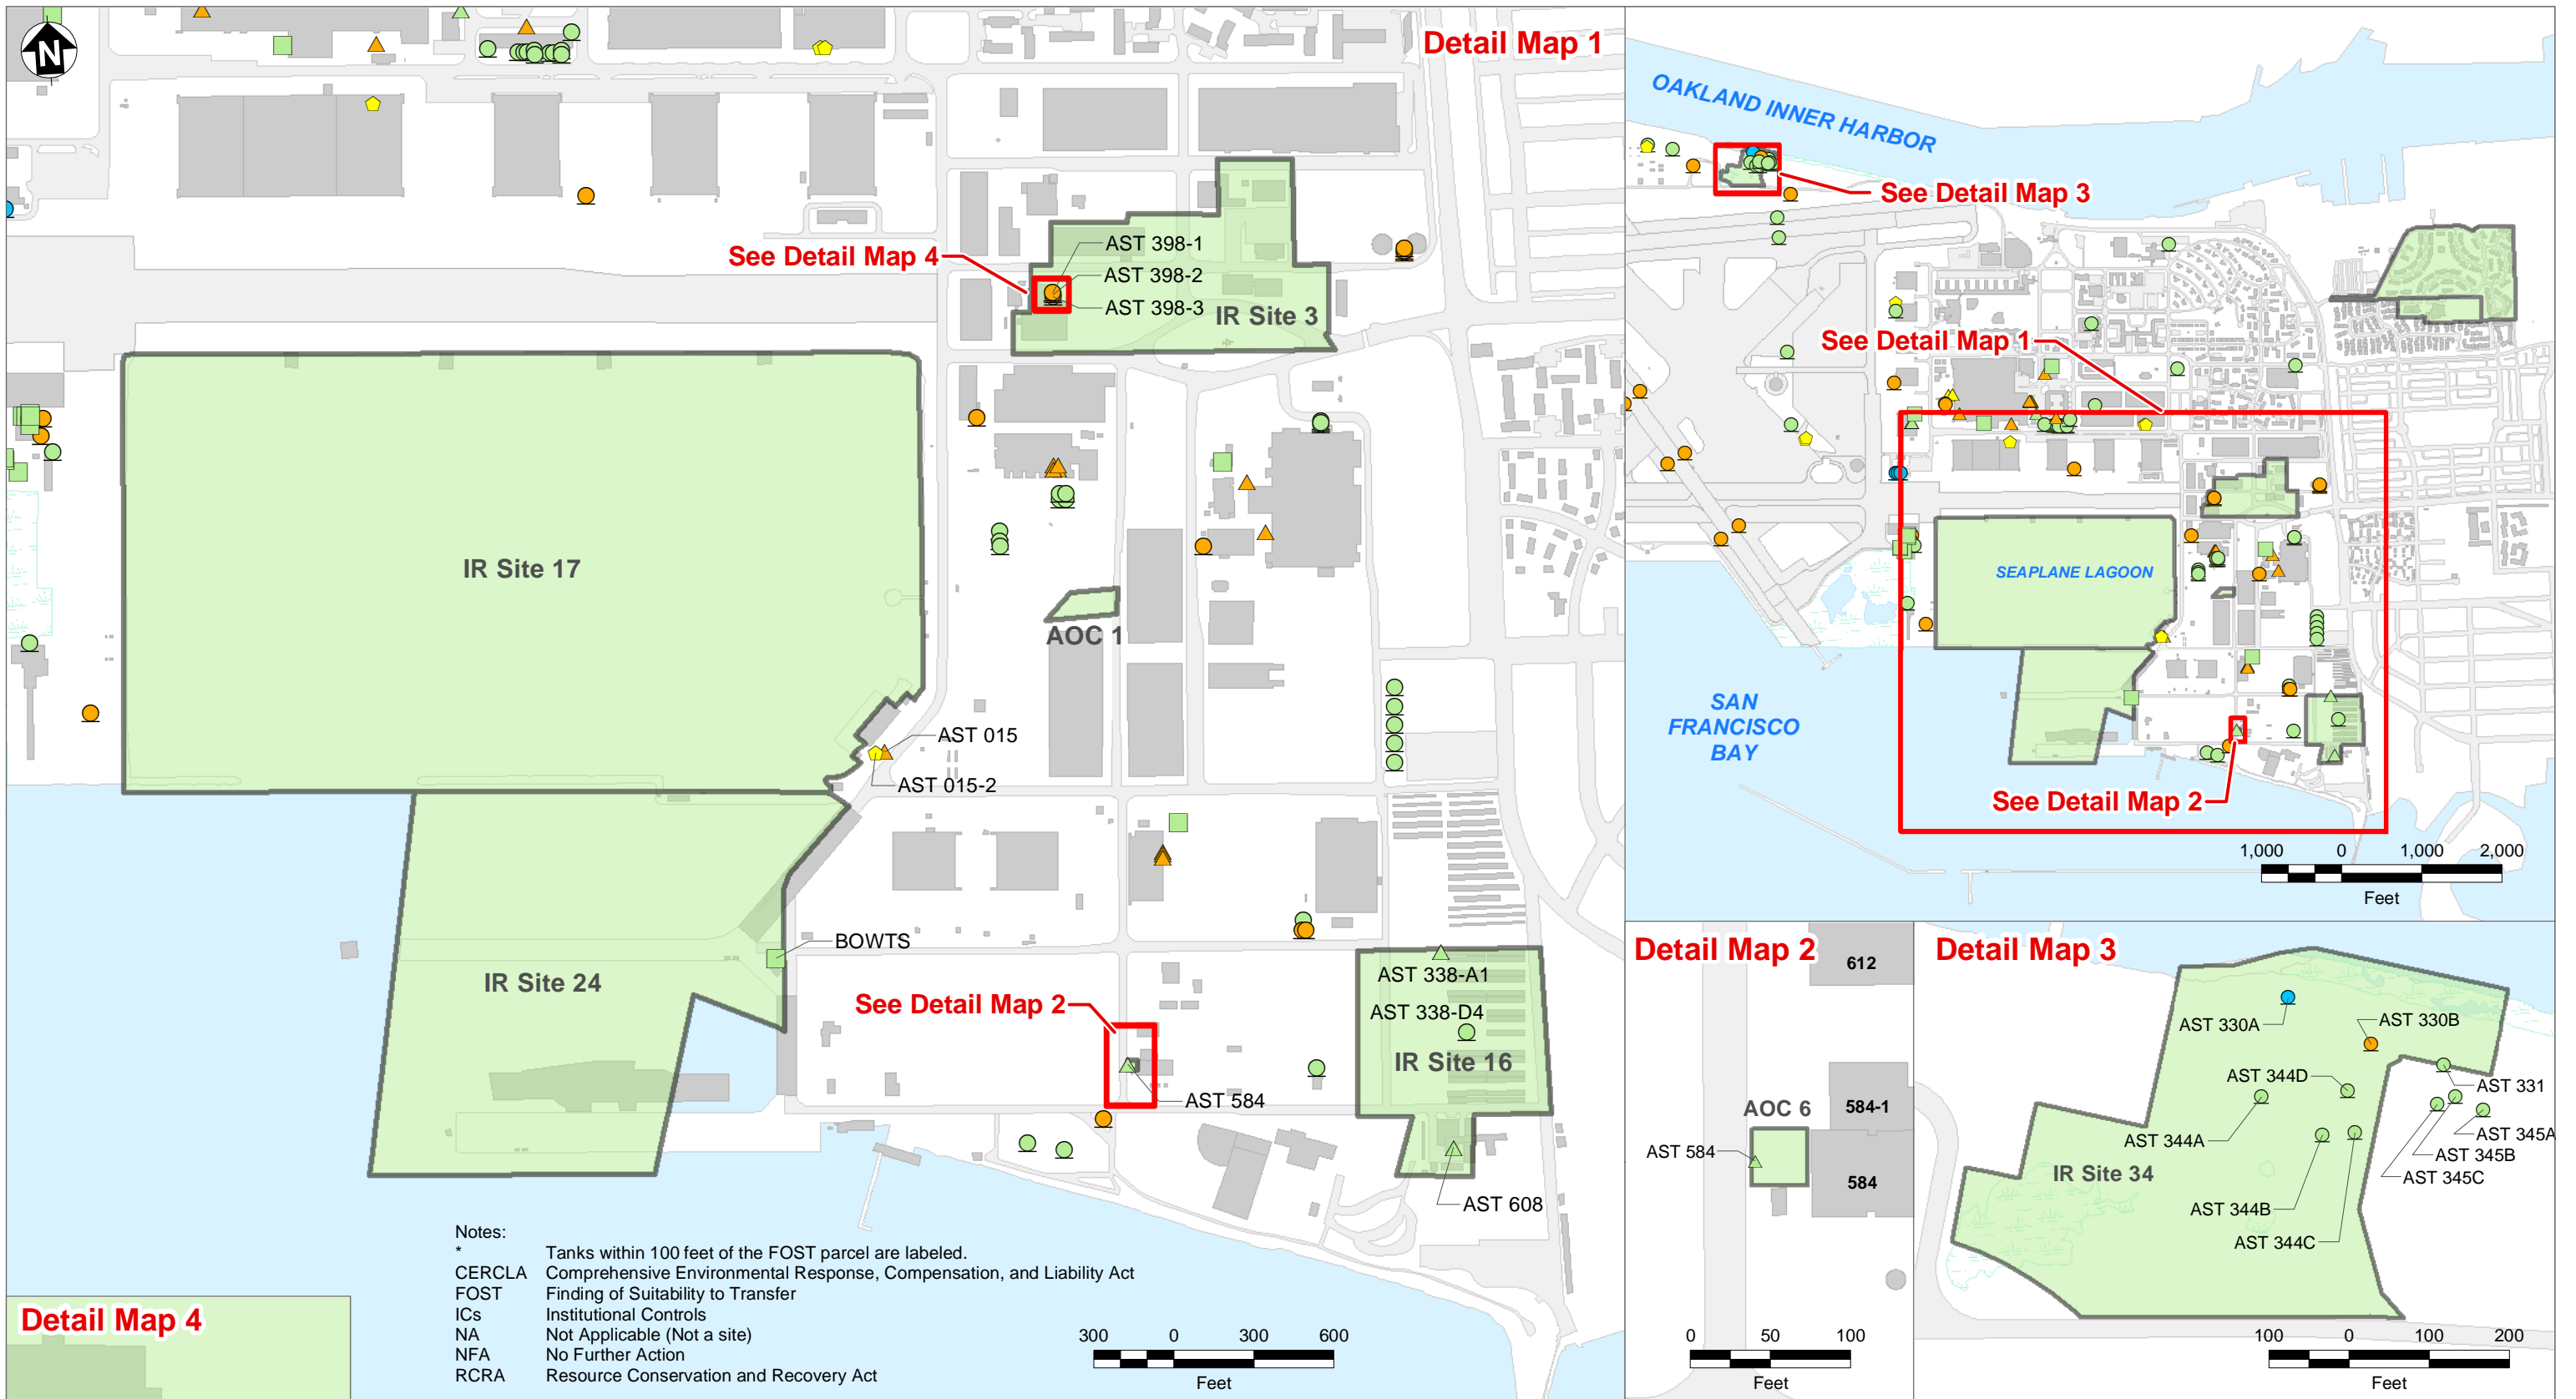 N
Detail Map 1
See Detail Map 4
AST 398-1
AST 398-2
AST 398-3
IR Site 3
IR Site 17
AOC 1
AST 015
AST 015-2
BOWTS
IR Site 24
See Detail Map 2
AST 584
AST 338-A1
AST 338-D4
IR Site 16
AST 608
Notes:
* Tanks within 100 feet of the FOST parcel are labeled.
CERCLA Comprehensive Environmental Response, Compensation, and Liability Act
FOST Finding of Suitability to Transfer
ICs Institutional Controls
NA Not Applicable (Not a site)
NFA No Further Action
RCRA Resource Conservation and Recovery Act
300 0 300 600
Feet
Detail Map 4
OAKLAND INNER HARBOR
See Detail Map 3
See Detail Map 1
SEAPLANE LAGOON
SAN
FRANCISCO
BAY
See Detail Map 2
1,000 0 1,000 2,000
Feet
Detail Map 2
612
AOC 6
584-1
AST 584
584
0 50 100
Feet
Detail Map 3
AST 330A
AST 330B
AST 344D
AST 331
AST 344A
AST 345A
AST 345B
AST 345C
IR Site 34
AST 344B
AST 344C
100 0 100 200
Feet